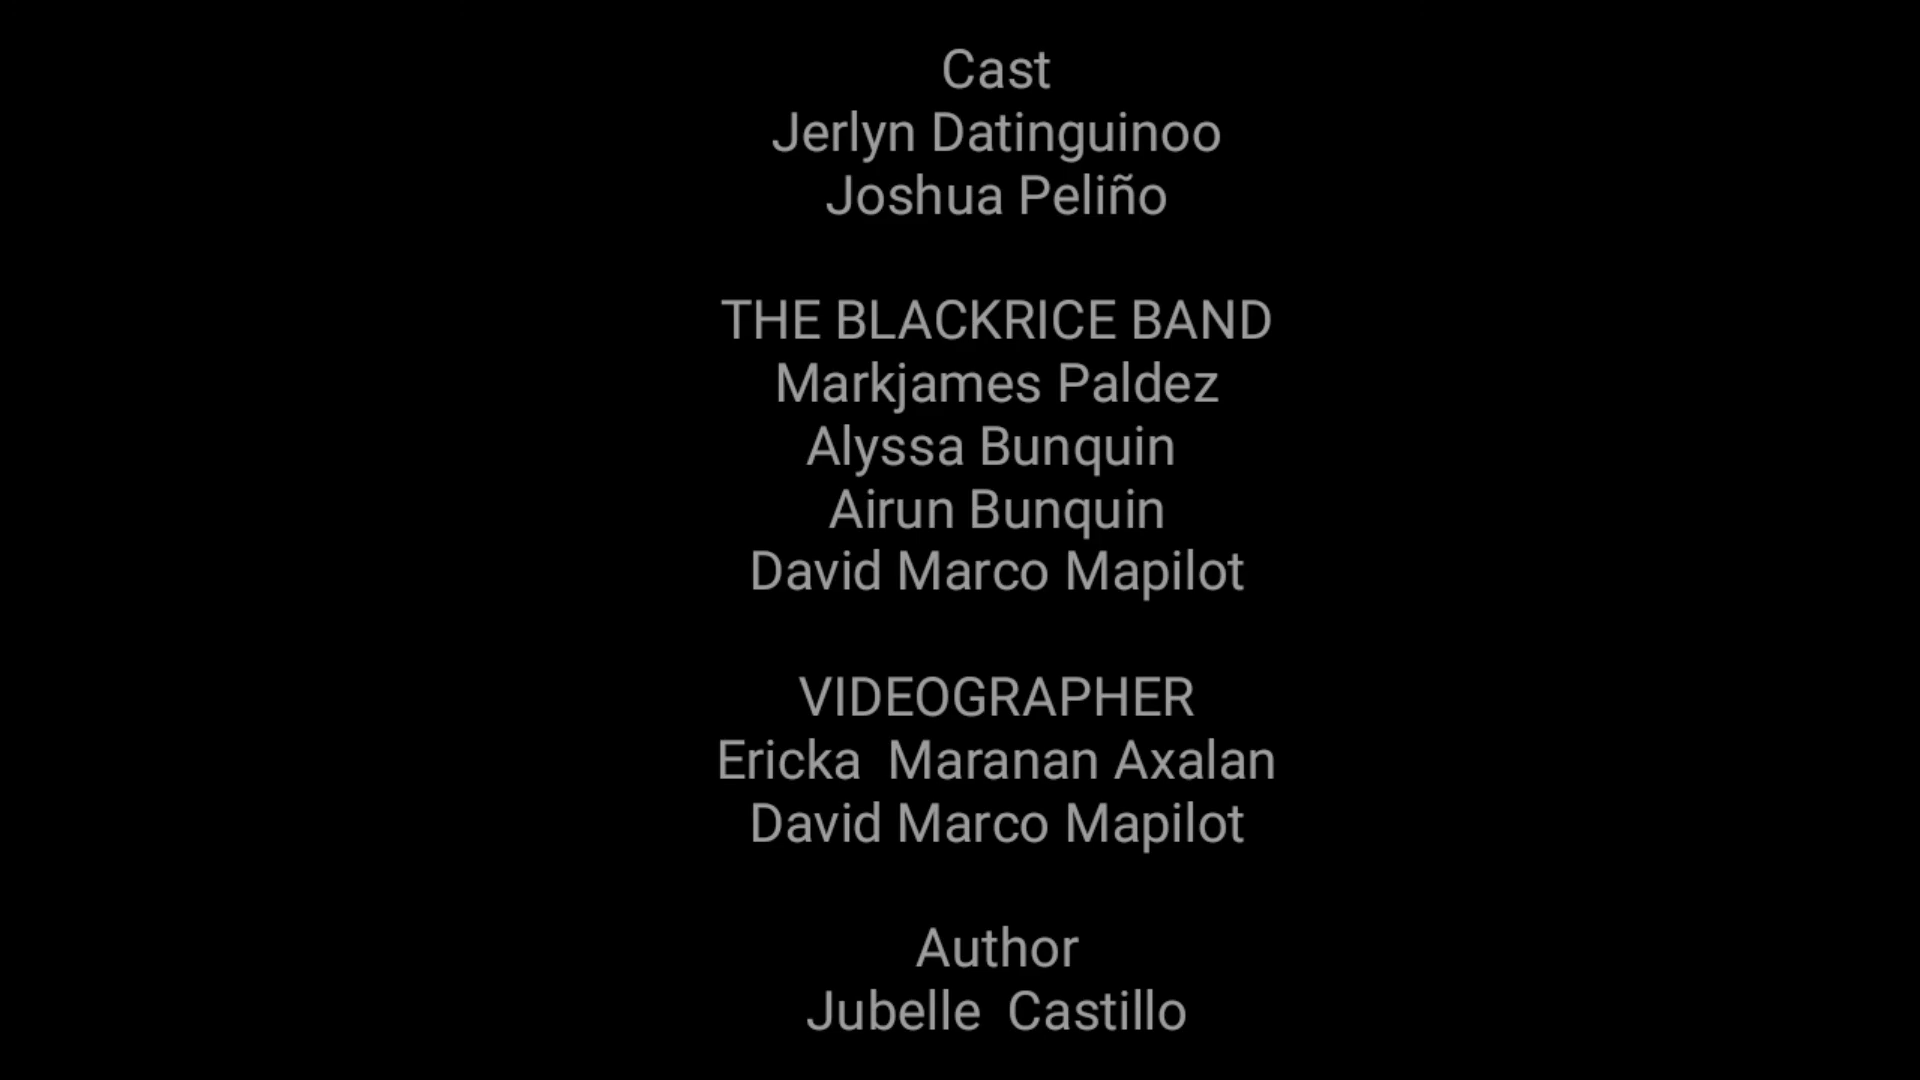 Cast
Jerlyn Datinguinoo
Joshua Peliño
THE BLACKRICE BAND
Markjames Paldez
Alyssa Bunquin
Airun Bunquin
David Marco Mapilot
VIDEOGRAPHER
Ericka  Maranan Axalan
David Marco Mapilot
Author
Jubelle  Castillo